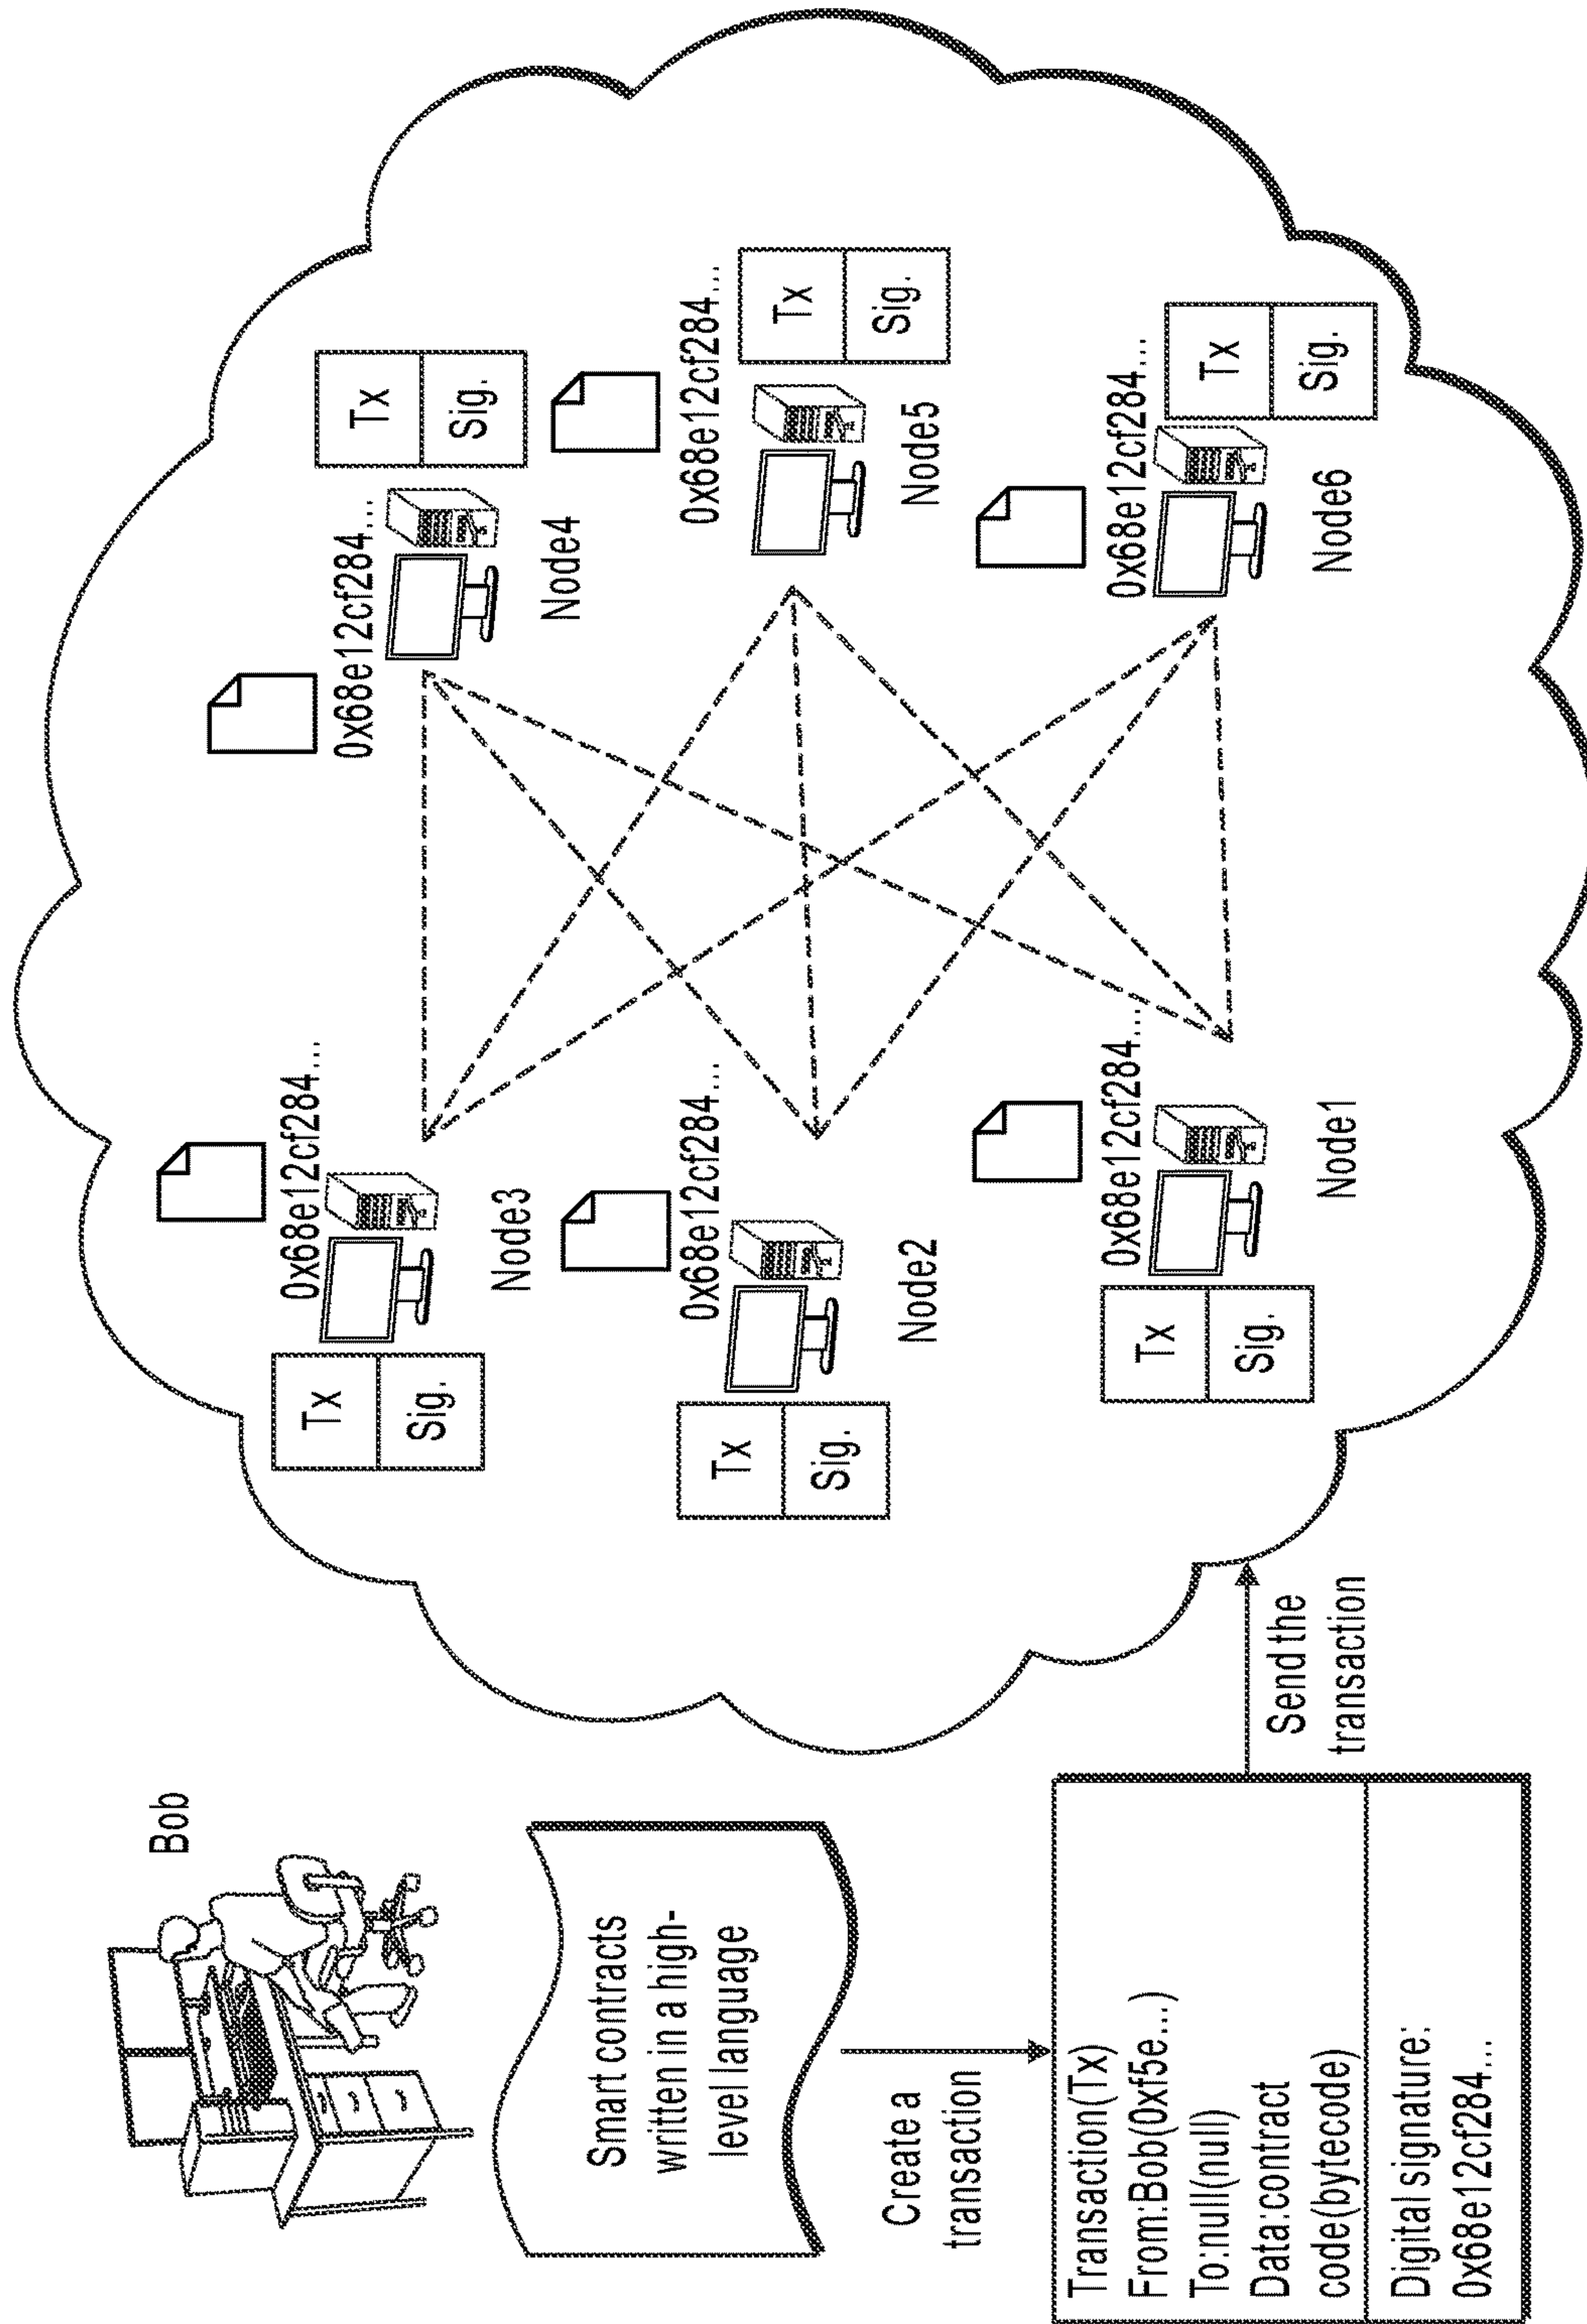 Bob
Smart contracts
written in a high-
level language
Create a
transaction
Transaction(Tx)
From:Bob(0xf5e...)
To:null(null)
Data:contract
code(bytecode)
Digital signature:
0x68e12cf284...
Send the
transaction
0x68e12cf284...
Tx
Sig.
Node3
0x68e12cf284...
Tx
Sig.
Node4
0x68e12cf284...
Tx
Sig.
Node2
0x68e12cf284...
Tx
Sig.
Node5
0x68e12cf284...
Tx
Sig.
Node1
0x68e12cf284...
Tx
Sig.
Node6